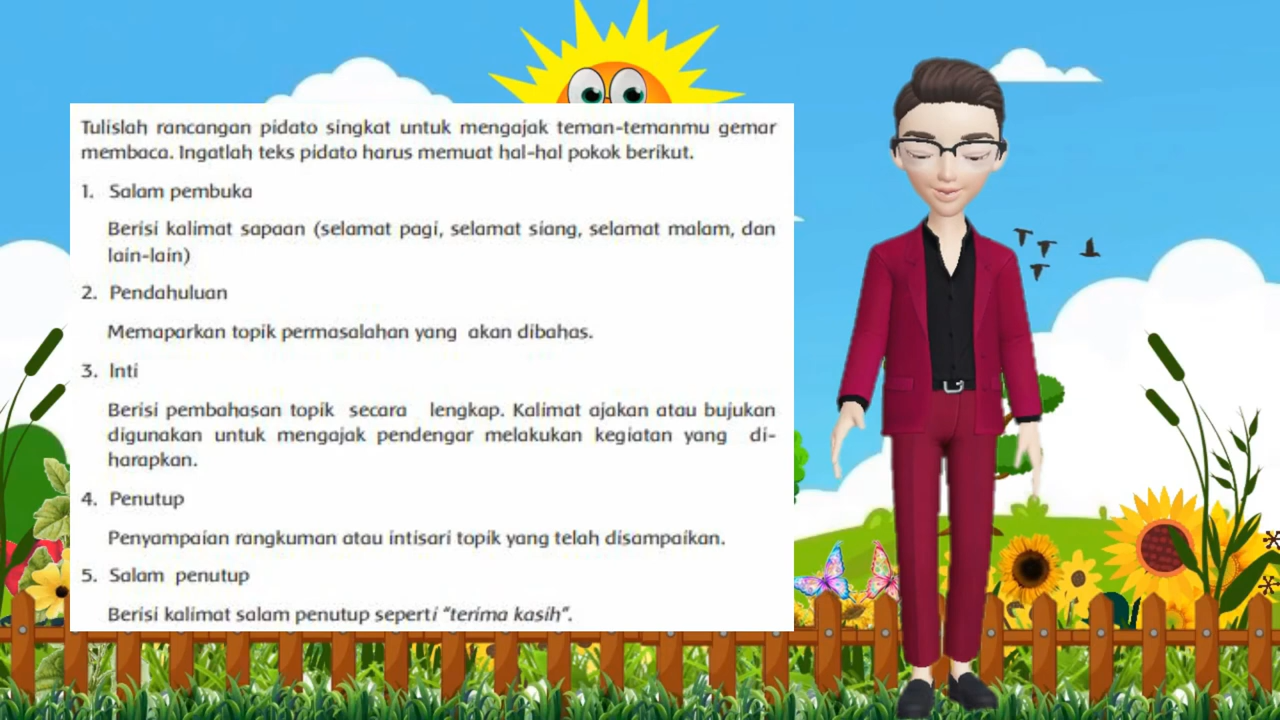 Tulislah rancangan pidato singkat untuk mengajak teman-temanmu gemar
membaca. Ingatlah teks pidato harus memuat hal-hal pokok berikut.
1. Salam pembuka
Berisi kalimat sapaan (selamat pagi, selamat siang, selamat malam, dan
lain-lain)
2. Pendahuluan
Memaparkan topik permasalahan yang akan dibahas.
3. Inti
Berisi pembahasan topik secara lengkap. Kalimat ajakan atau bujukan
digunakan untuk mengajak pendengar melakukan kegiatan yang di-
harapkan.
4. Penutup
Penyampaian rangkuman atau intisari topik yang telah disampaikan.
5. Salam penutup
Berisi kalimat salam penutup seperti “terima kasih”.